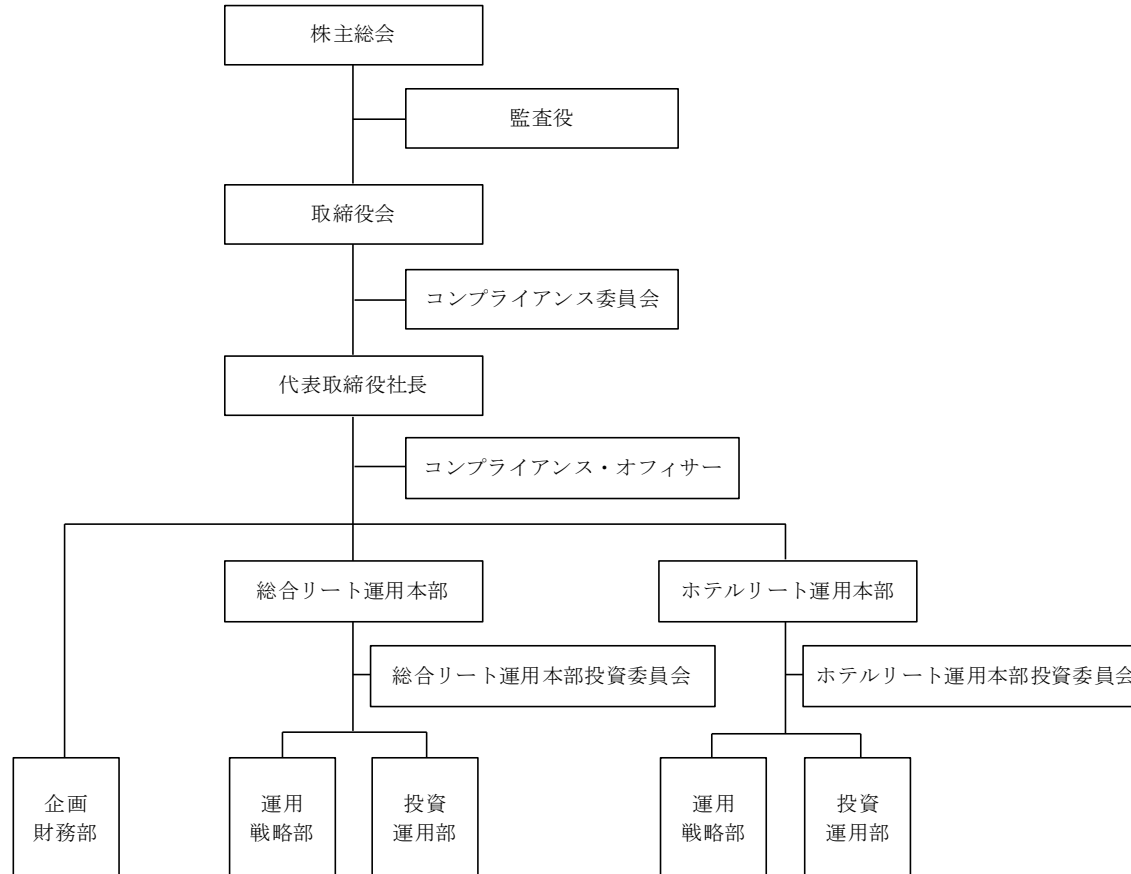 株主総会
監査役
取締役会
コンプライアンス委員会
代表取締役社長
コンプライアンス・オフィサー
総合リート運用本部
ホテルリート運用本部
総合リート運用本部投資委員会
ホテルリート運用本部投資委員会
企画
財務部
運用
戦略部
投資
運用部
運用
戦略部
投資
運用部